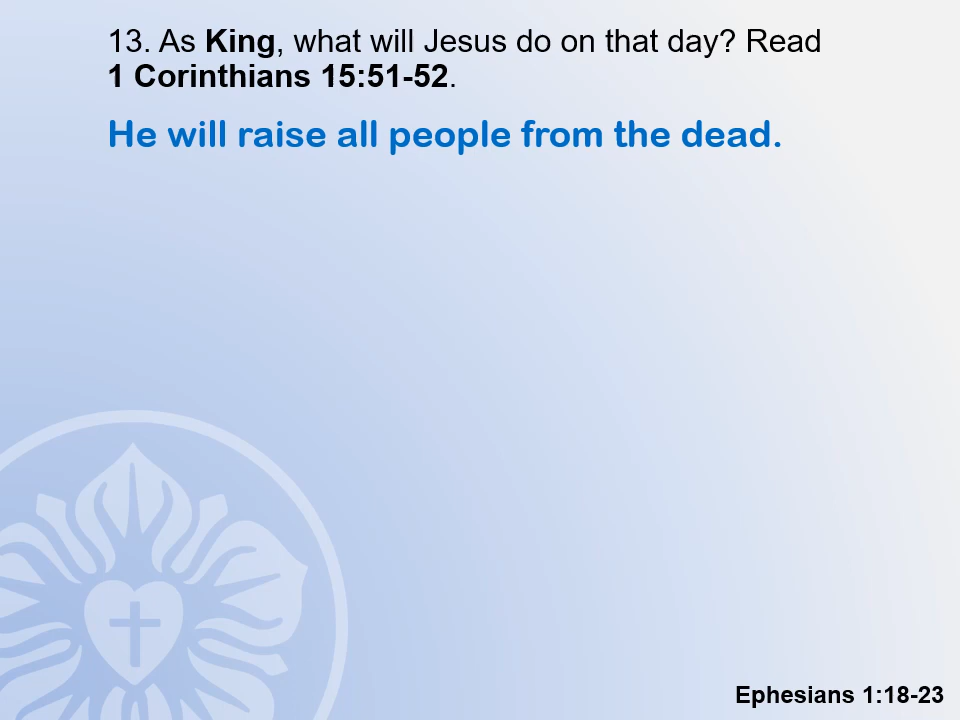 13. As King, what will Jesus do on that day? Read
1 Corinthians 15:51-52.
He will raise all people from the dead.
Ephesians 1:18-23